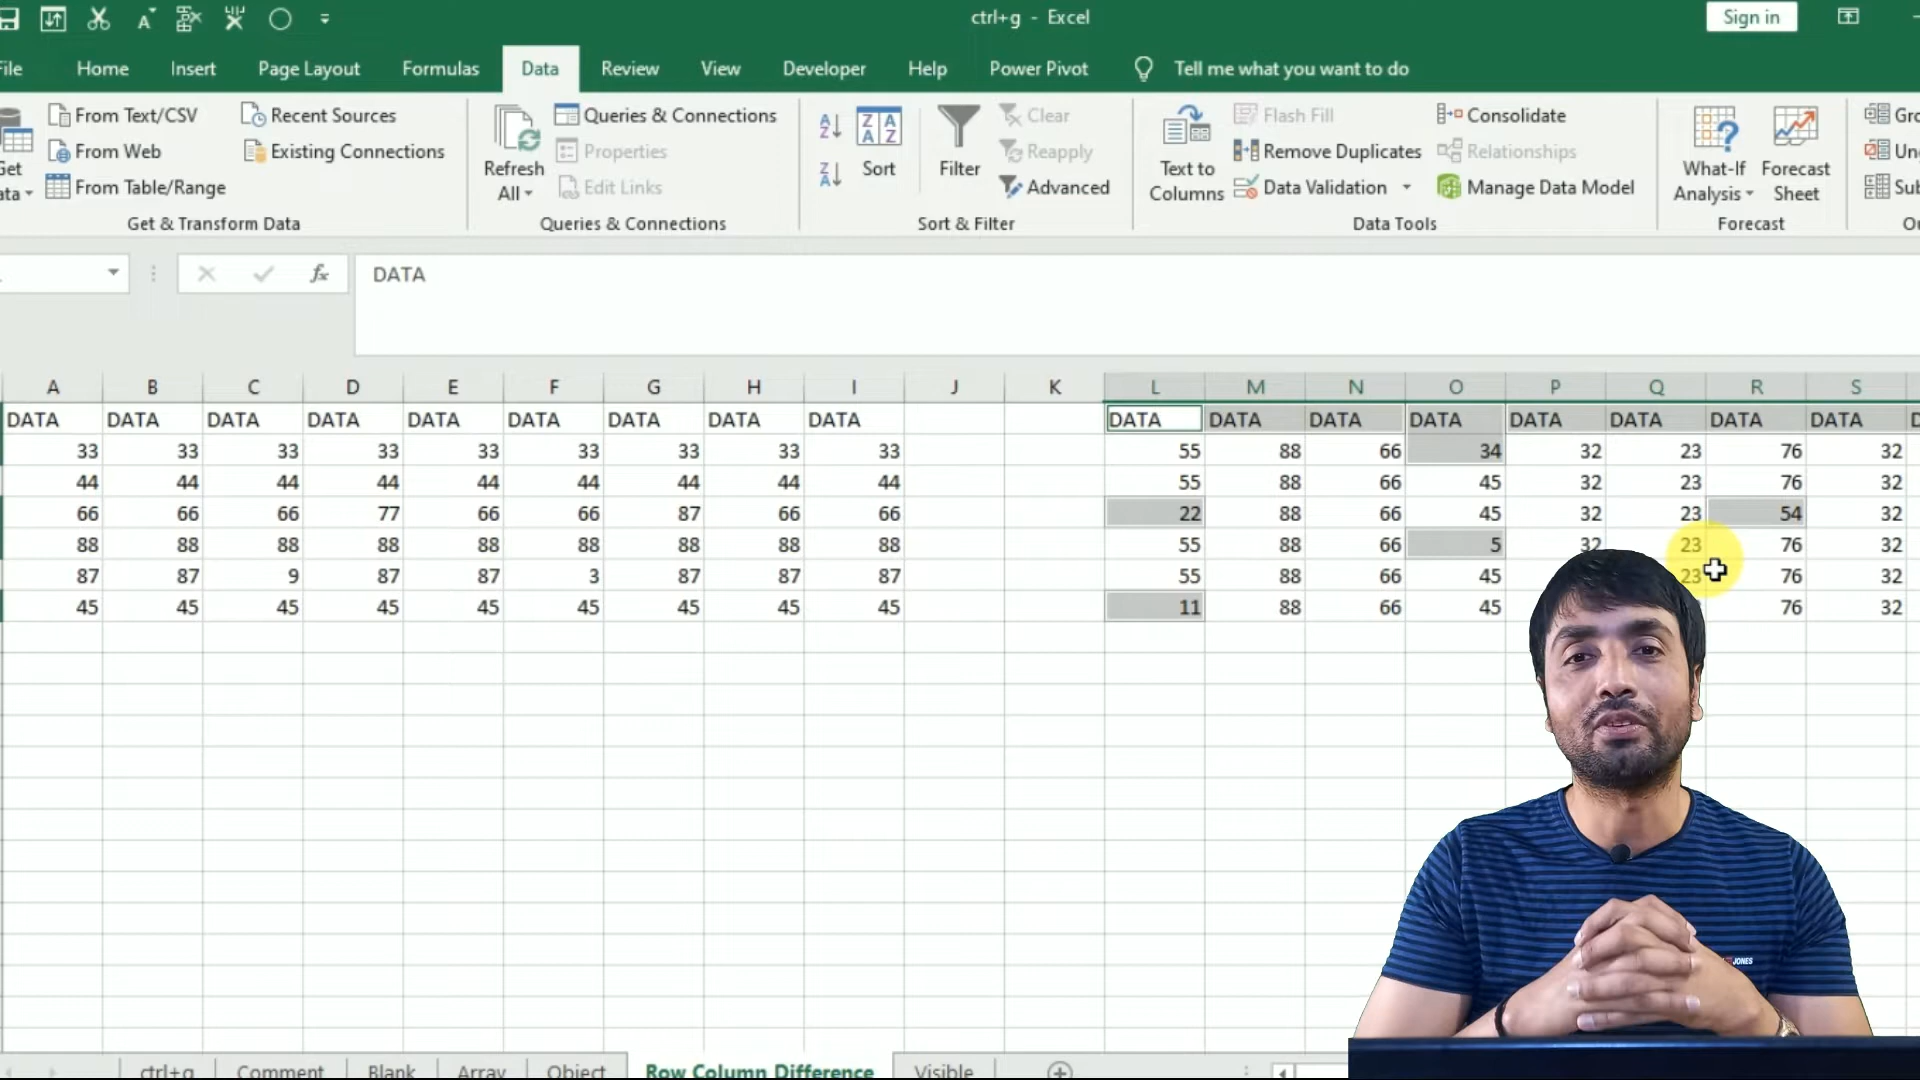 ctrl+g - Excel
Sign in
File Home Insert Page Layout Formulas Data Review View Developer Help Power Pivot Tell me what you want to do
From Text/CSV Recent Sources Queries & Connections Clear Flash Fill Consolidate
From Web Existing Connections Properties Reapply Remove Duplicates Relationships
From Table/Range Edit Links Advanced Data Validation Manage Data Model
Refresh All Sort Filter Text to Columns What-If Analysis Forecast Sheet
Get & Transform Data Queries & Connections Sort & Filter Data Tools Forecast
fx DATA
A B C D E F G H I J K L M N O P Q R S
DATA DATA DATA DATA DATA DATA DATA DATA DATA DATA DATA DATA DATA DATA DATA DATA DATA
33 33 33 33 33 33 33 33 33 55 88 66 34 32 23 76 32
44 44 44 44 44 44 44 44 44 55 88 66 45 32 23 76 32
66 66 66 77 66 66 87 66 66 22 88 66 45 32 23 54 32
88 88 88 88 88 88 88 88 88 55 88 66 5 32 23 76 32
87 87 9 87 87 3 87 87 87 55 88 66 45 23 76 32
45 45 45 45 45 45 45 45 45 11 88 66 45 76 32
JONES
ctrl+g Comment Blank Array Object Row Column Difference Visible